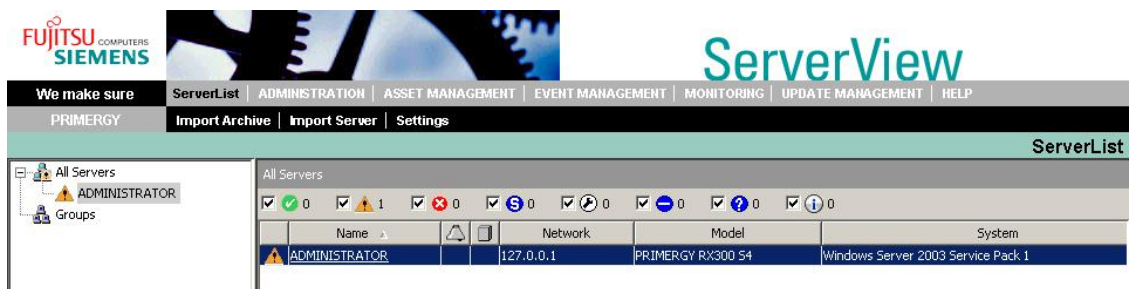 FUJITSU COMPUTERS
SIEMENS
ServerView
We make sure
ServerList | ADMINISTRATION | ASSET MANAGEMENT | EVENT MANAGEMENT | MONITORING | UPDATE MANAGEMENT | HELP
PRIMERGY
Import Archive | Import Server | Settings
ServerList
All Servers
ADMINISTRATOR
Groups
All Servers
0 1 0 S 0 0 0 ? 0 i 0
Name Network Model System
ADMINISTRATOR 127.0.0.1 PRIMERGY RX300 S4 Windows Server 2003 Service Pack 1